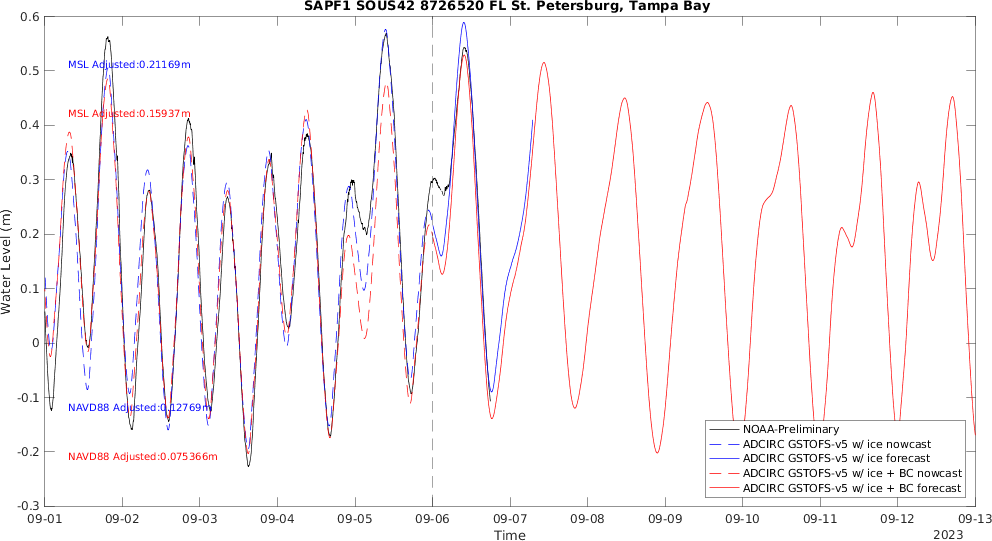 SAPF1 SOUS42 8726520 FL St. Petersburg, Tampa Bay
0.6
0.5
0.4
0.3
0.2
0.1
0
-0.1
-0.2
-0.3
Water Level (m)
MSL Adjusted:0.21169m
MSL Adjusted:0.15937m
NAVD88 Adjusted:0.12769m
NAVD88 Adjusted:0.075366m
NOAA-Preliminary
ADCIRC GSTOFS-v5 w/ ice nowcast
ADCIRC GSTOFS-v5 w/ ice forecast
ADCIRC GSTOFS-v5 w/ ice + BC nowcast
ADCIRC GSTOFS-v5 w/ ice + BC forecast
09-01 09-02 09-03 09-04 09-05 09-06 09-07 09-08 09-09 09-10 09-11 09-12 09-13
Time
2023